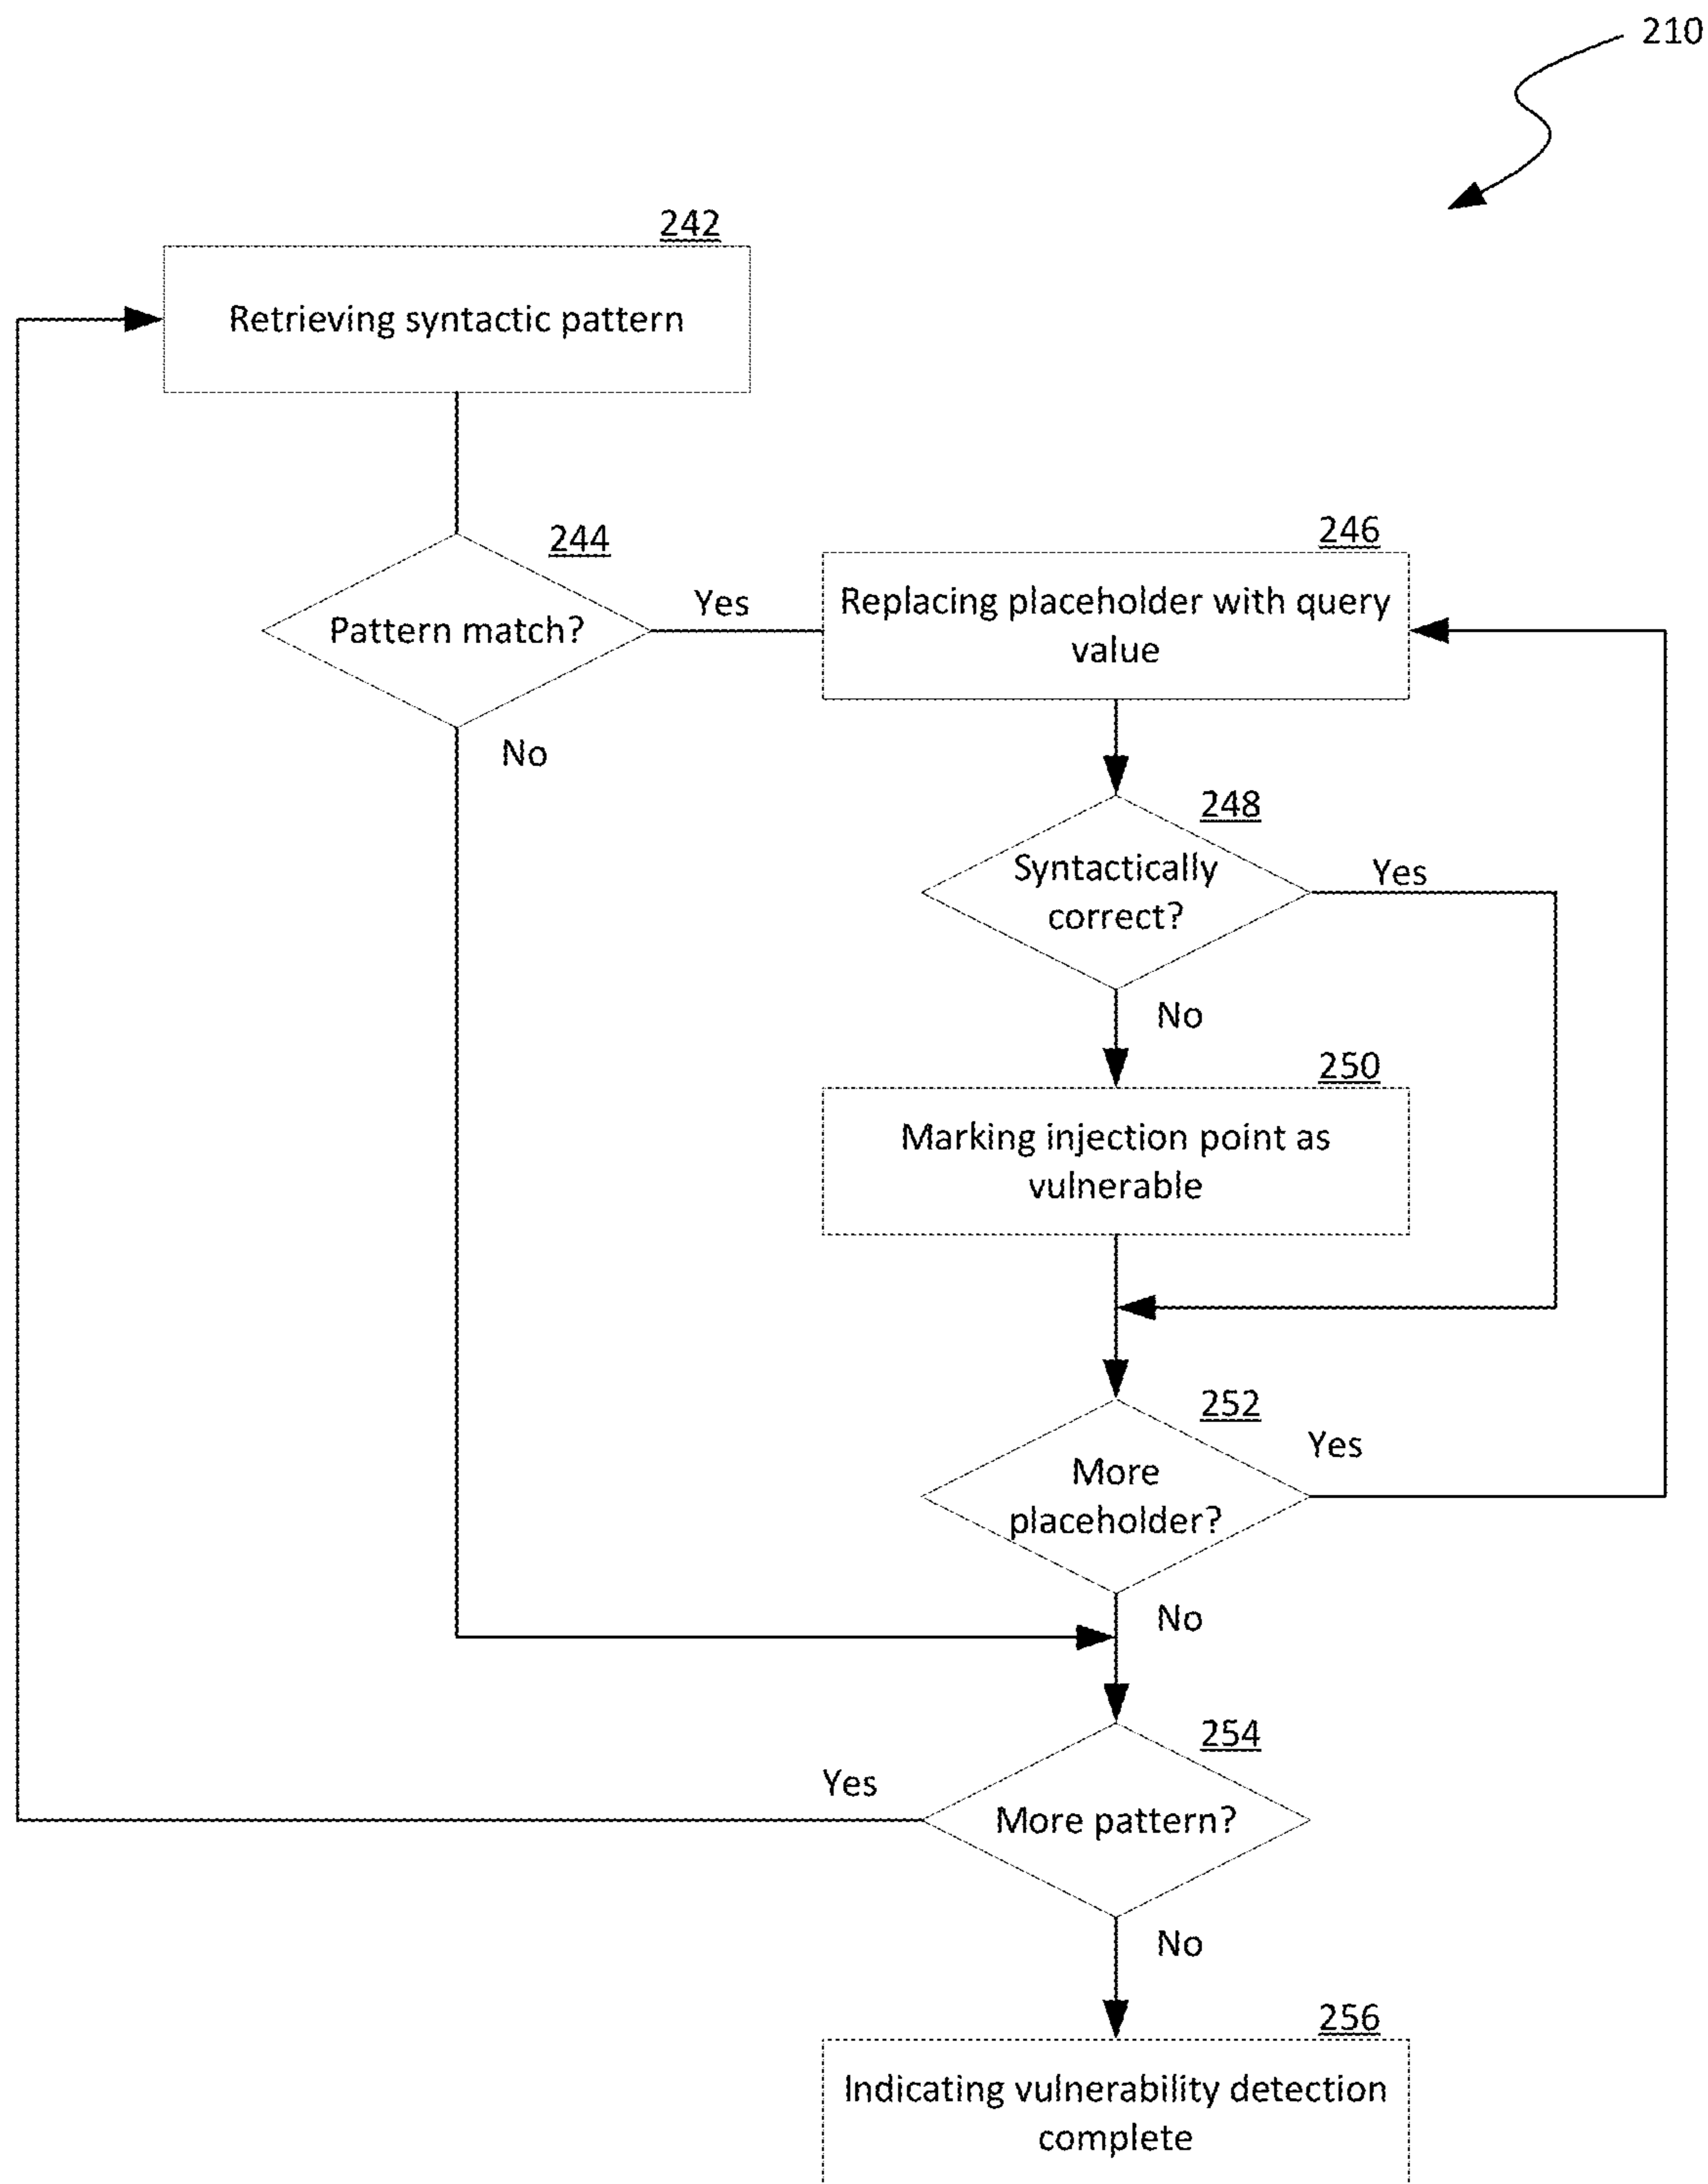 210
242
Retrieving syntactic pattern
244
Pattern match?
Yes
No
246
Replacing placeholder with query
value
248
Syntactically
correct?
Yes
No
250
Marking injection point as
vulnerable
252
More
placeholder?
Yes
No
254
More pattern?
Yes
No
256
Indicating vulnerability detection
complete